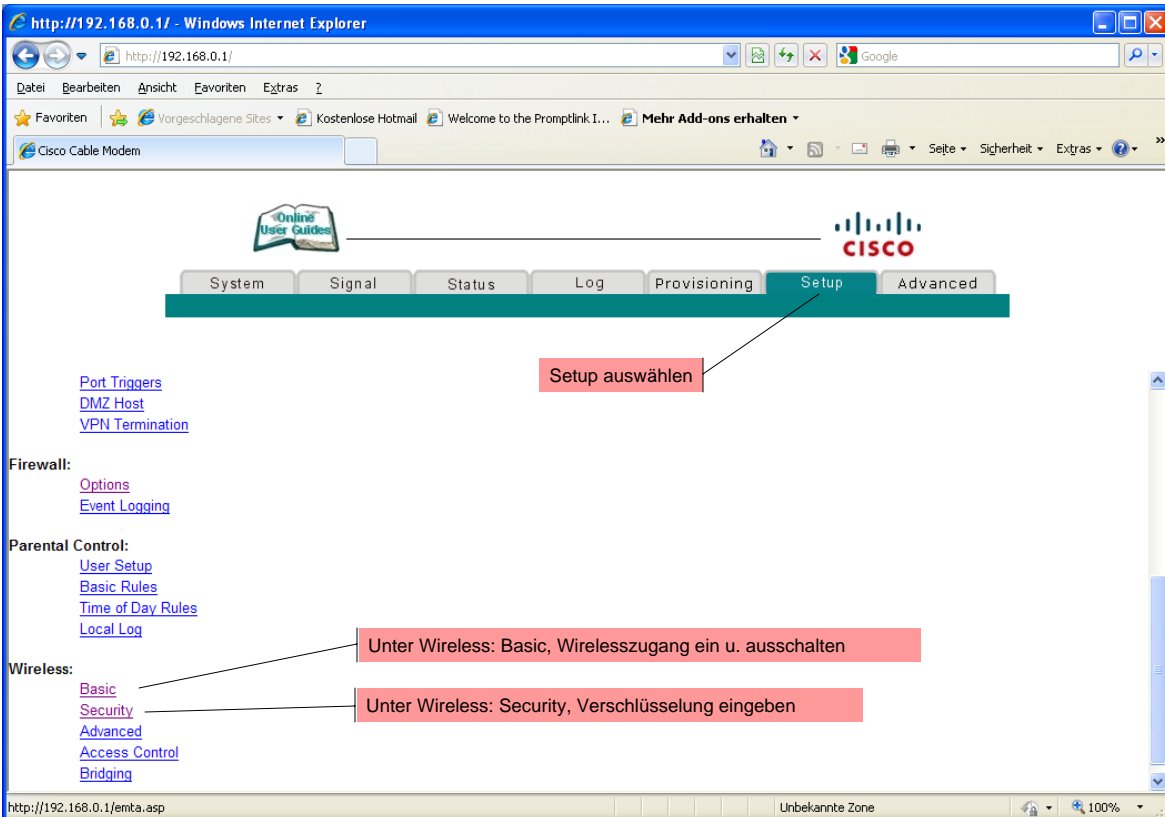 http://192.168.0.1/ - Windows Internet Explorer
http://192.168.0.1/
Google
Datei Bearbeiten Ansicht Favoriten Extras ?
Favoriten Vorgeschlagene Sites Kostenlose Hotmail Welcome to the Promptlink I... Mehr Add-ons erhalten
Cisco Cable Modem
Seite Sicherheit Extras
Online User Guides
CISCO
System Signal Status Log Provisioning Setup Advanced
Setup auswählen
Port Triggers
DMZ Host
VPN Termination
Firewall:
Options
Event Logging
Parental Control:
User Setup
Basic Rules
Time of Day Rules
Local Log
Unter Wireless: Basic, Wirelesszugang ein u. ausschalten
Wireless:
Basic
Unter Wireless: Security, Verschlüsselung eingeben
Security
Advanced
Access Control
Bridging
http://192.168.0.1/emta.asp
Unbekannte Zone
100%